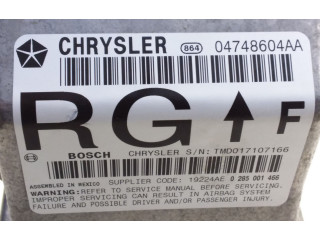 CHRYSLER 864 04748604AA
RG F
BOSCH CHRYSLER S/N: TMD017107166
ASSEMBLED IN MEXICO SUPPLIER CODE: 19224AE 0 285 001 466
WARNING: REFER TO SERVICE MANUAL BEFORE SERVICING.
IMPROPER SERVICING CAN RESULT IN AIRBAG SYSTEM
FAILURE AND POSSIBLE DRIVER AND/OR PASSENGER INJURY.